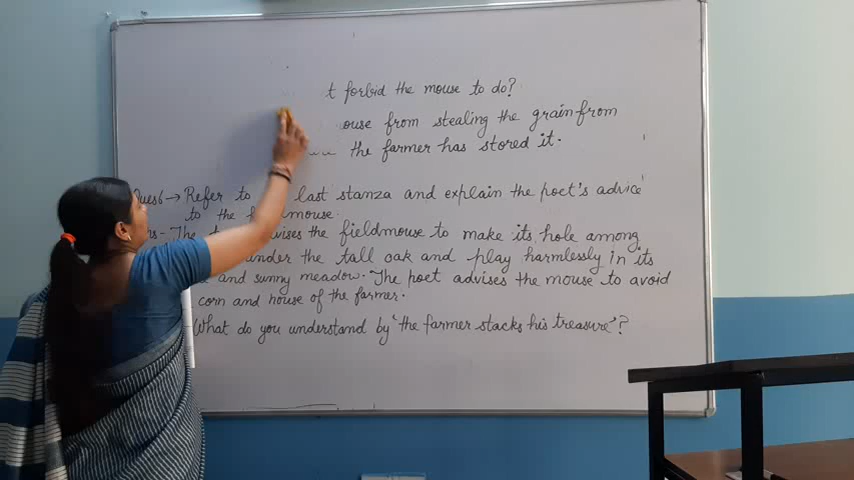 t forbid the mouse to do?
ouse from stealing the grain from
the farmer has stored it.
Ques6→ Refer to last stanza and explain the poet's advice
to the mouse.
ns- The ises the fieldmouse to make its hole among
under the tall oak and play harmlessly in its
and sunny meadow. The poet advises the mouse to avoid
corn and house of the farmer.
What do you understand by 'the farmer stacks his treasure'?